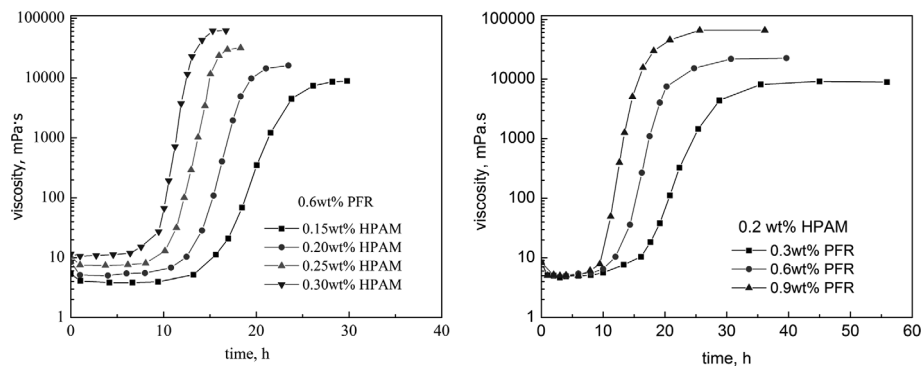 100000
10000
1000
100
10
1
viscosity, mPa·s
0.6wt% PFR
0.15wt% HPAM
0.20wt% HPAM
0.25wt% HPAM
0.30wt% HPAM
0 10 20 30 40
time, h
100000
10000
1000
100
10
1
viscosity, mPa.s
0.2 wt% HPAM
0.3wt% PFR
0.6wt% PFR
0.9wt% PFR
0 10 20 30 40 50 60
time, h